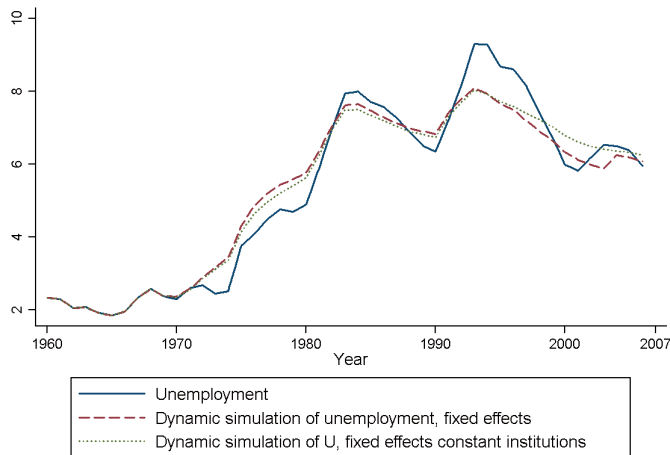 10
8
6
4
2
1960 1970 1980 1990 2000 2007
Year
Unemployment
Dynamic simulation of unemployment, fixed effects
Dynamic simulation of U, fixed effects constant institutions